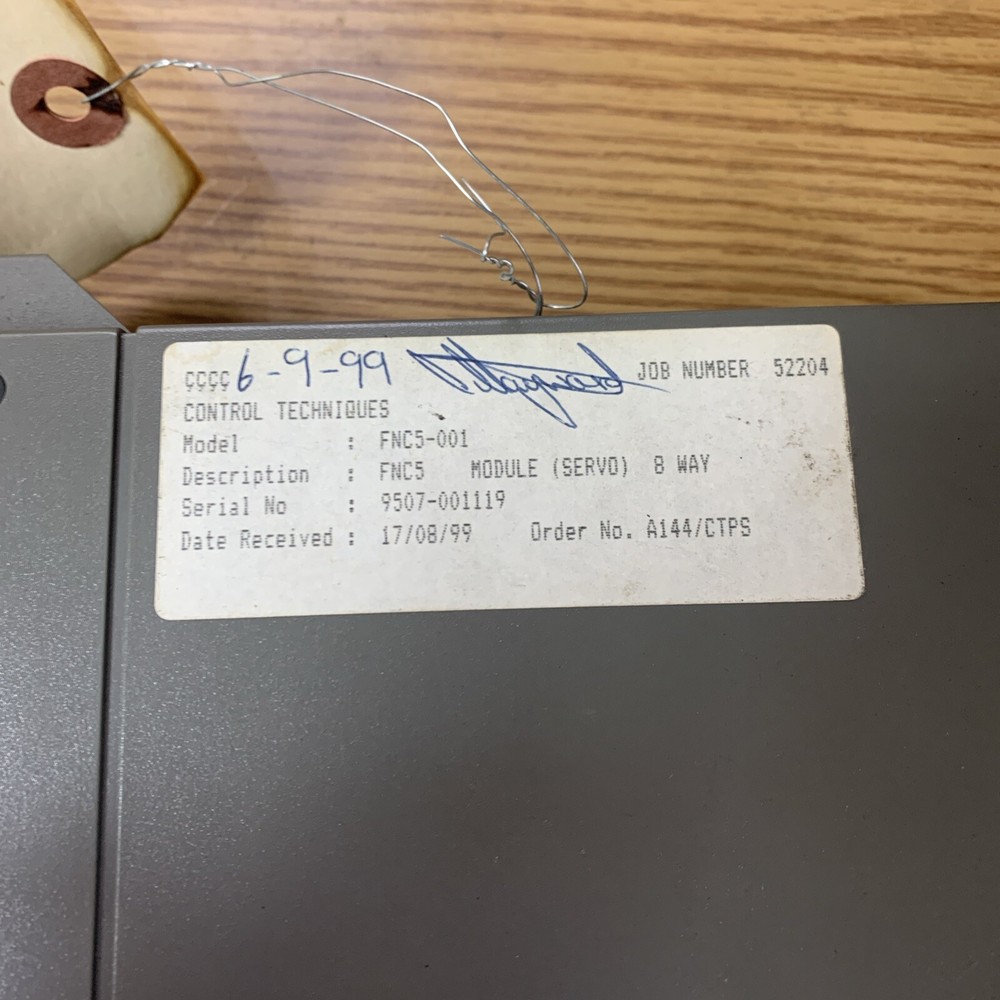 çççç 6-9-99 JOB NUMBER 52204
CONTROL TECHNIQUES
Model : FNC5-001
Description : FNC5 MODULE (SERVO) 8 WAY
Serial No : 9507-001119
Date Received : 17/08/99 Order No. A144/CTPS